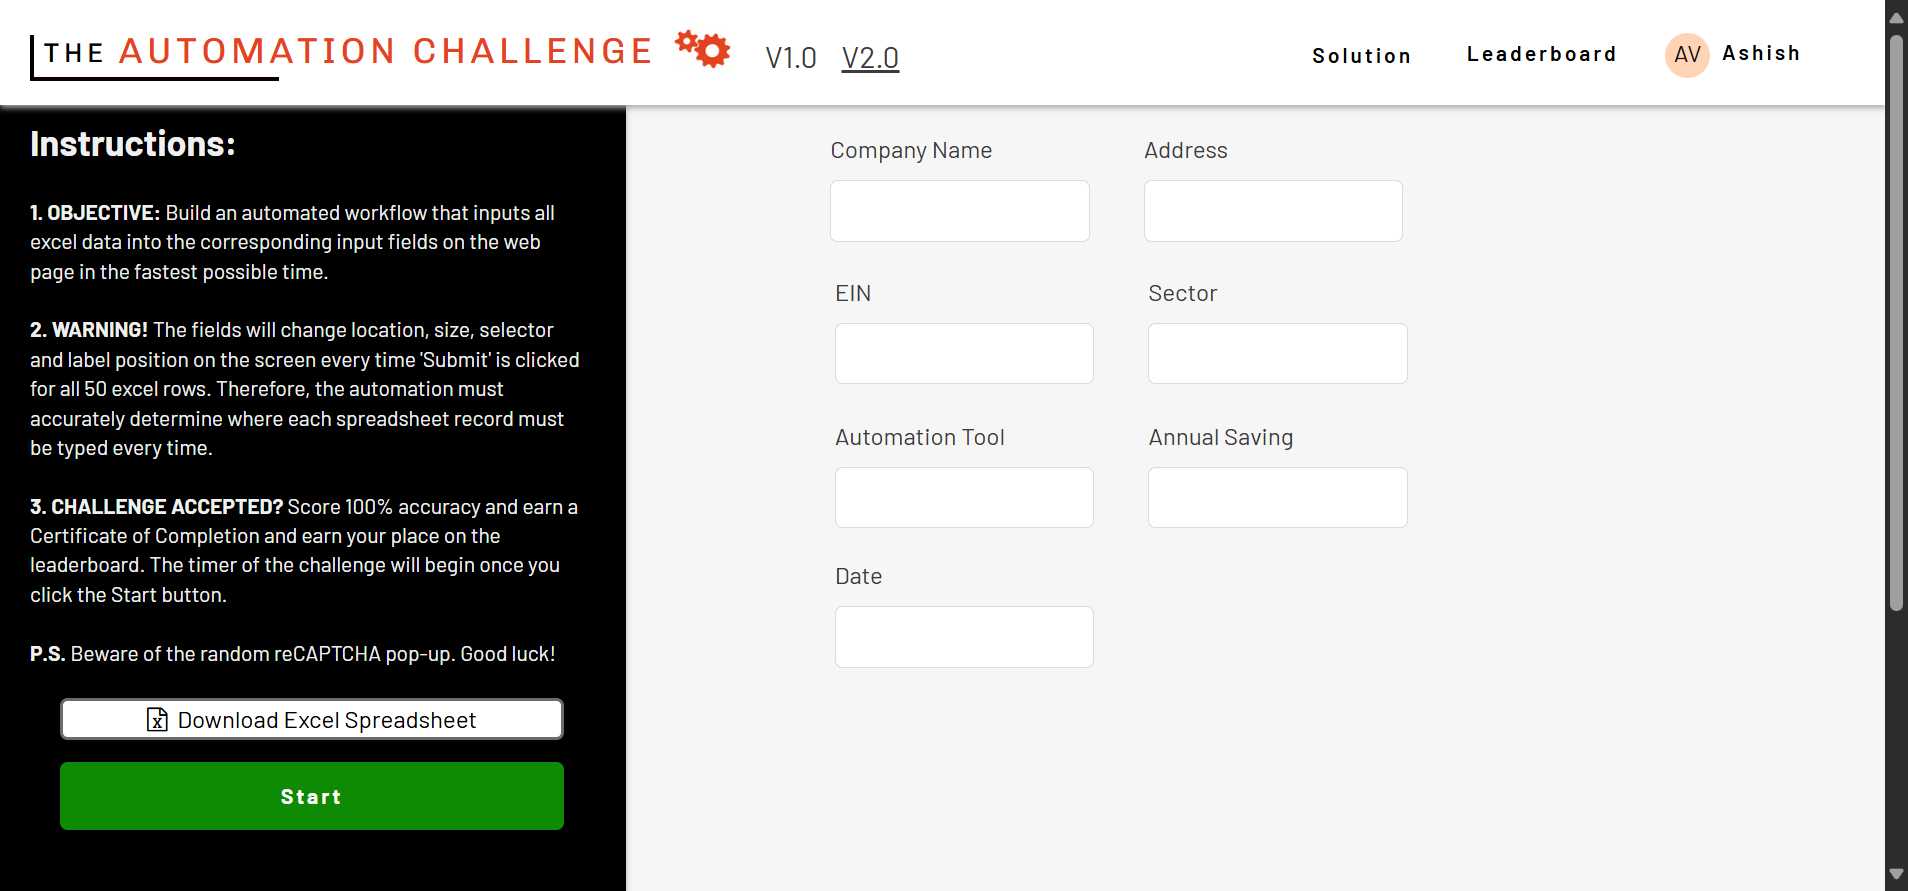 THE AUTOMATION CHALLENGE
V1.0 V2.0
Solution
Leaderboard
AV Ashish
Instructions:
1. OBJECTIVE: Build an automated workflow that inputs all
excel data into the corresponding input fields on the web
page in the fastest possible time.
2. WARNING! The fields will change location, size, selector
and label position on the screen every time 'Submit' is clicked
for all 50 excel rows. Therefore, the automation must
accurately determine where each spreadsheet record must
be typed every time.
3. CHALLENGE ACCEPTED? Score 100% accuracy and earn a
Certificate of Completion and earn your place on the
leaderboard. The timer of the challenge will begin once you
click the Start button.
P.S. Beware of the random reCAPTCHA pop-up. Good luck!
Download Excel Spreadsheet
Start
Company Name
Address
EIN
Sector
Automation Tool
Annual Saving
Date